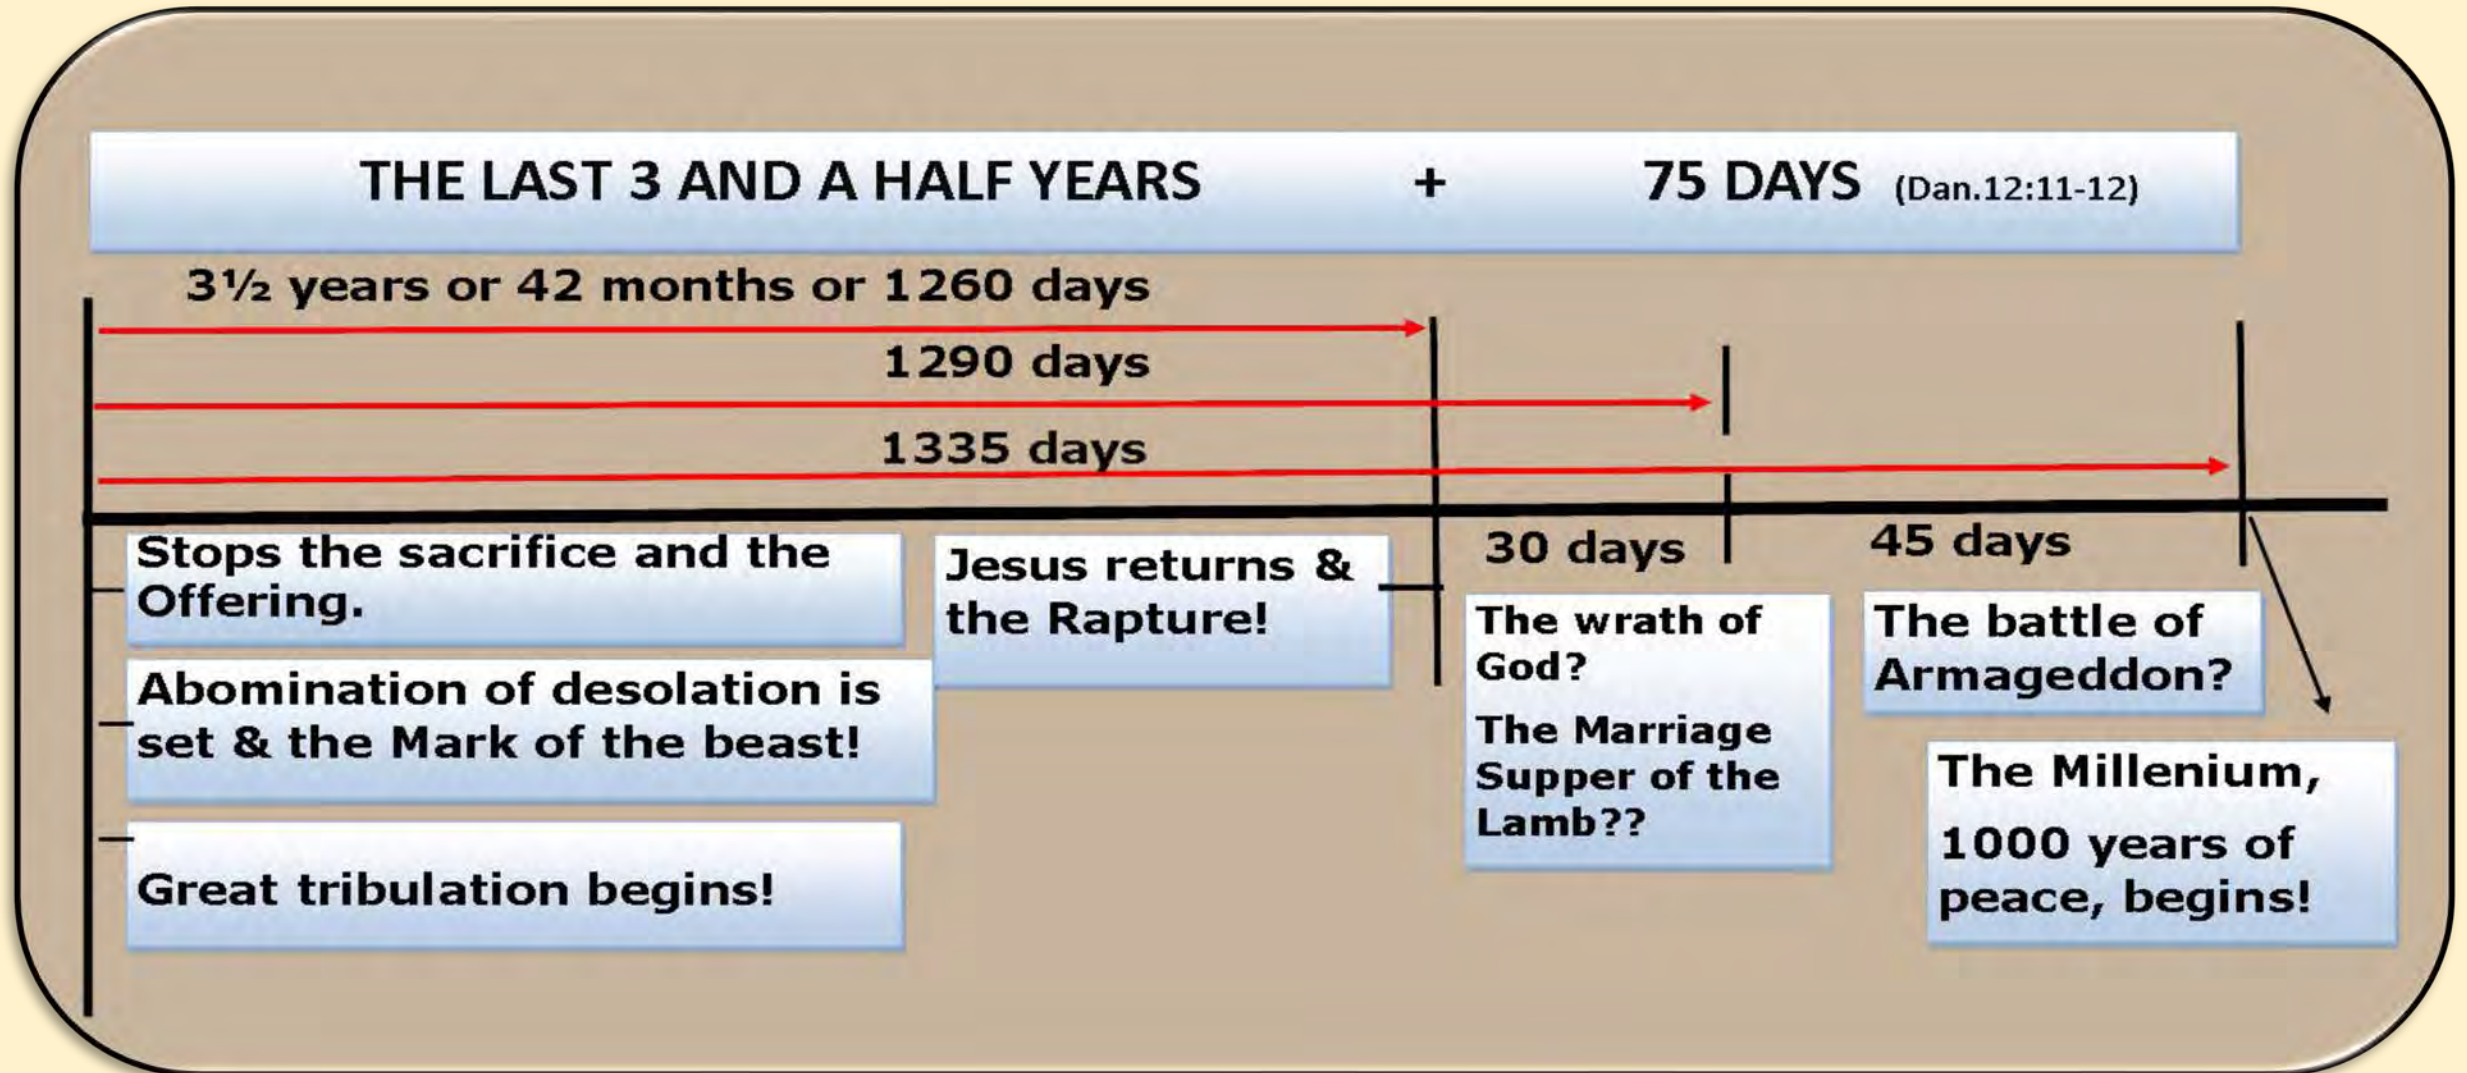 THE LAST 3 AND A HALF YEARS + 75 DAYS (Dan.12:11-12)
3½ years or 42 months or 1260 days
1290 days
1335 days
Stops the sacrifice and the
Offering.
Abomination of desolation is
set & the Mark of the beast!
Great tribulation begins!
Jesus returns &
the Rapture!
30 days
The wrath of
God?
The Marriage
Supper of the
Lamb??
45 days
The battle of
Armageddon?
The Millenium,
1000 years of
peace, begins!